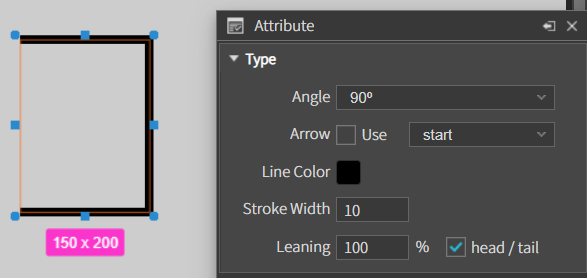 Attribute
Type
Angle 90º
Arrow Use start
Line Color
Stroke Width 10
Leaning 100 % head / tail
150 x 200